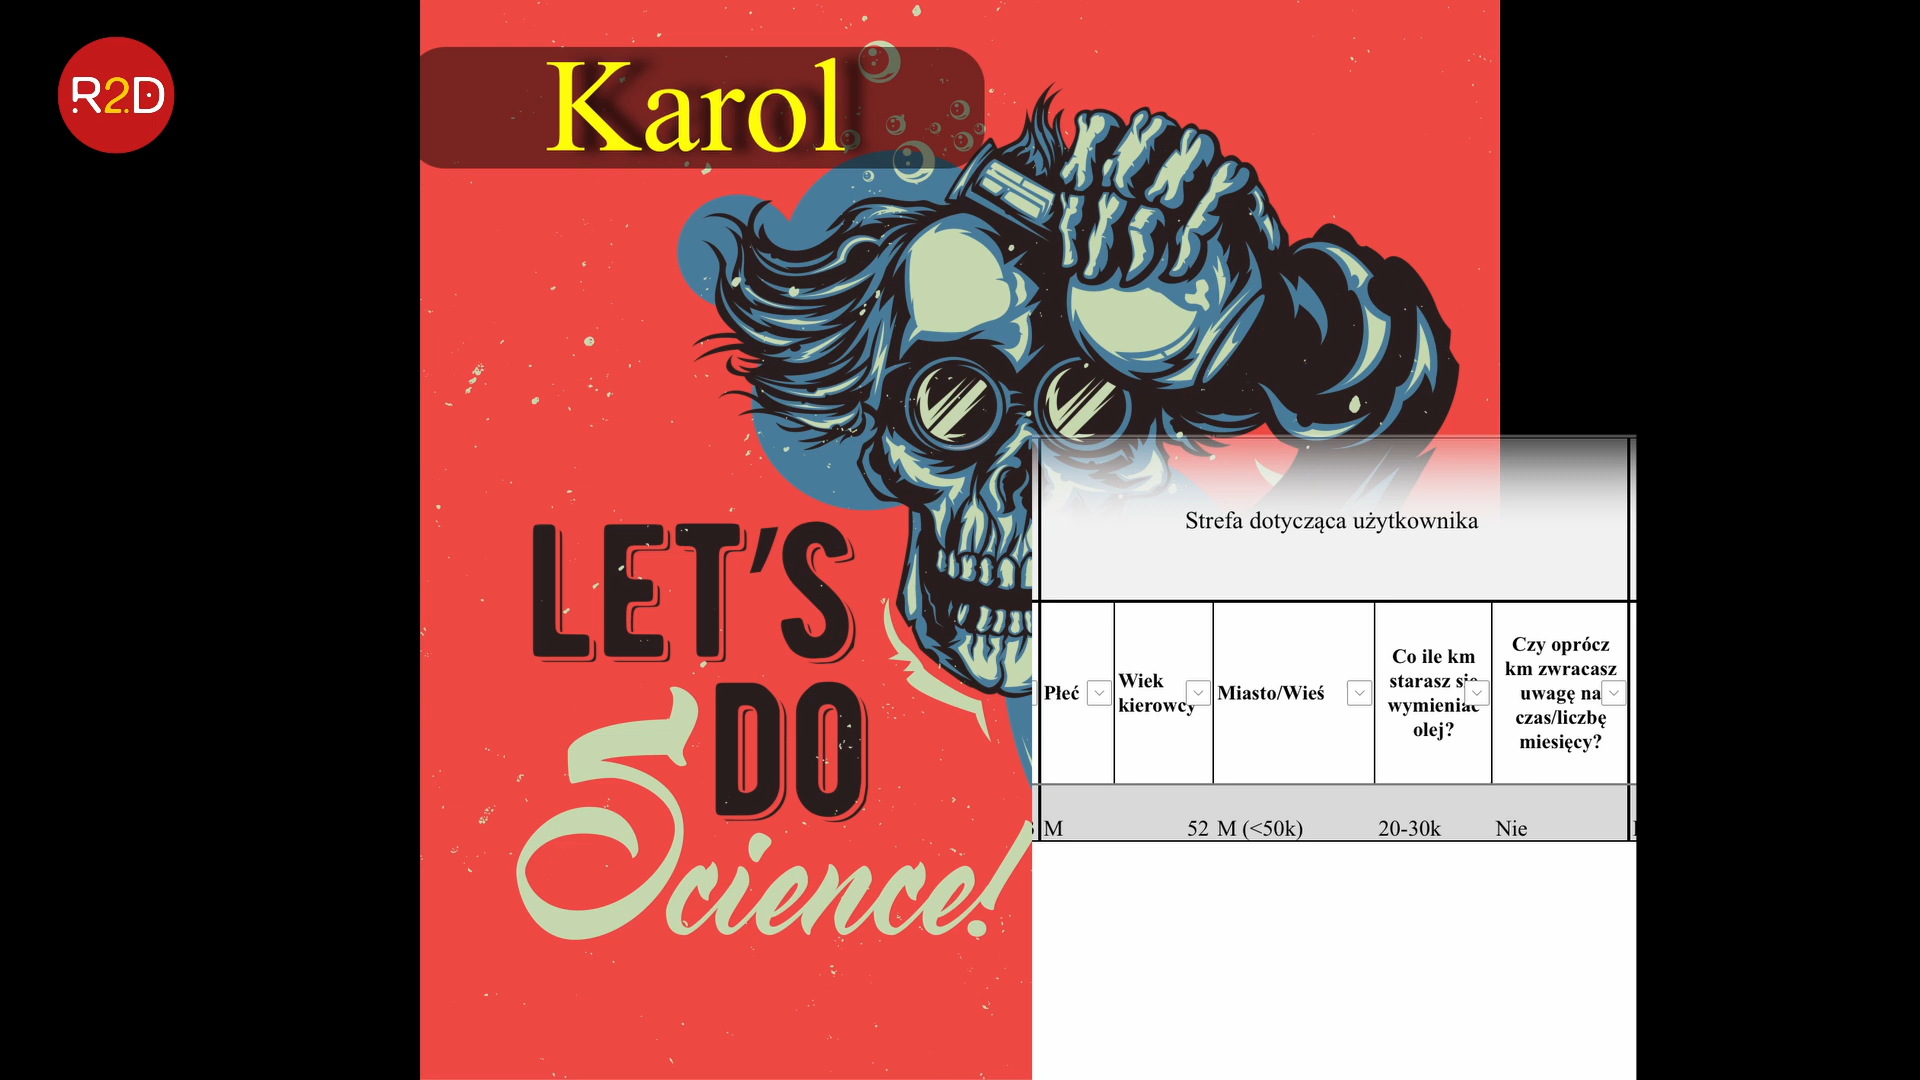 R2D
Karol
LET'S
DO
Science!
Strefa dotycząca użytkownika
Płeć
Wiek
kierowcy
Miasto/Wieś
Co ile km
starasz się
wymieniać
olej?
Czy oprócz
km zwracasz
uwagę na
czas/liczbę
miesięcy?
M 52 M (<50k) 20-30k Nie